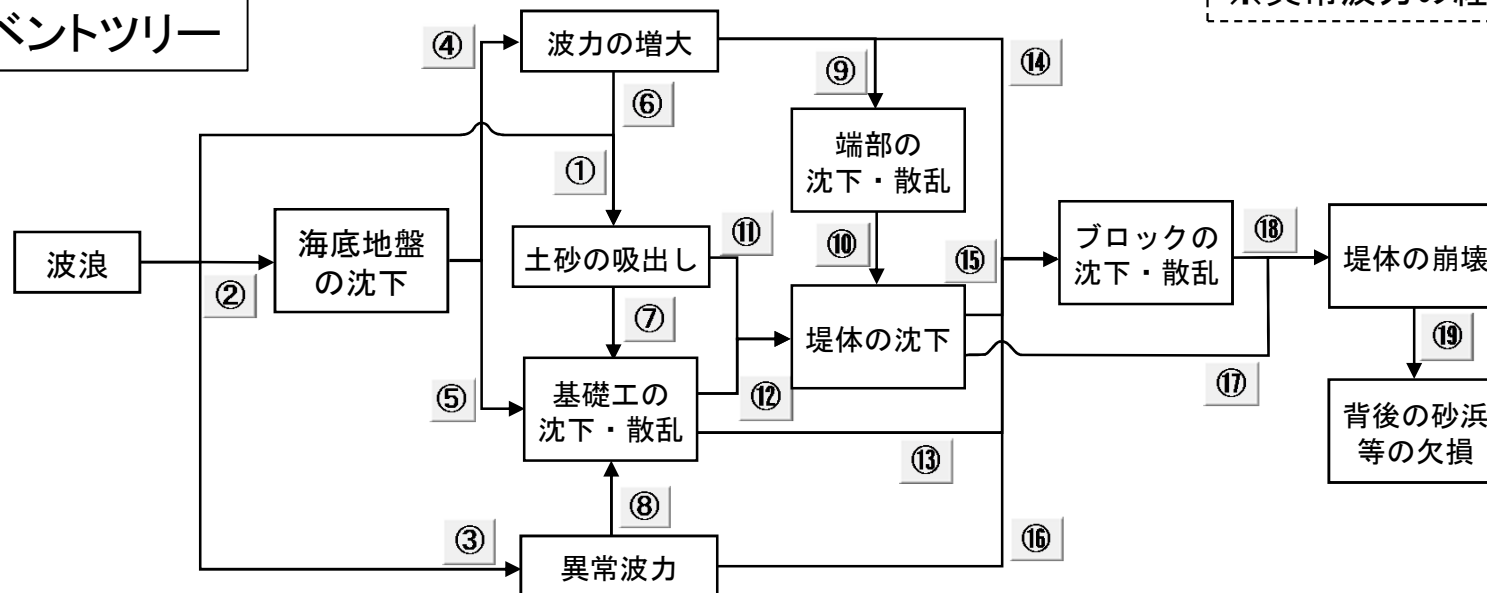 ベントツリー
④
波力の増大
⑨
⑭
⑥
①
端部の
沈下・散乱
波浪
②
海底地盤
の沈下
土砂の吸出し
⑪
⑩
⑮
ブロックの
沈下・散乱
⑱
堤体の崩壊
⑦
堤体の沈下
⑲
⑤
基礎工の
沈下・散乱
⑫
⑰
⑬
背後の砂浜
等の欠損
⑧
③
異常波力
⑯